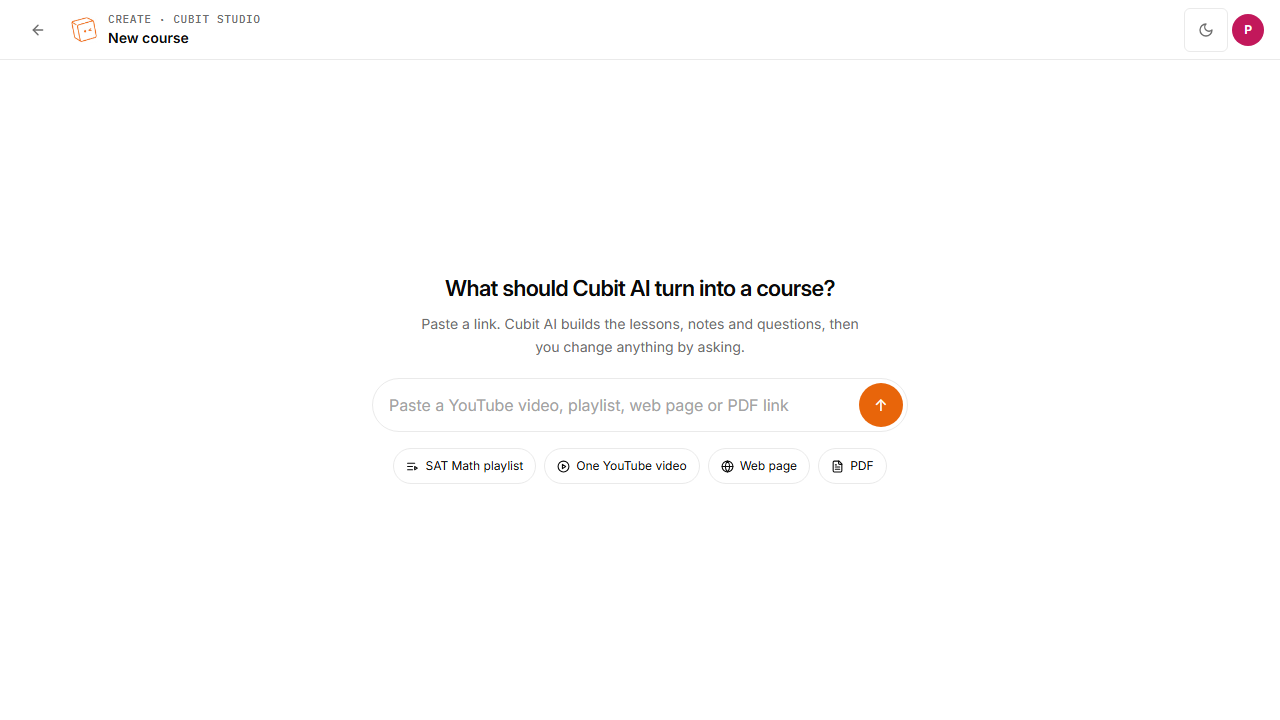 CREATE · CUBIT STUDIO
New course
P
What should Cubit AI turn into a course?
Paste a link. Cubit AI builds the lessons, notes and questions, then
you change anything by asking.
Paste a YouTube video, playlist, web page or PDF link
SAT Math playlist
One YouTube video
Web page
PDF